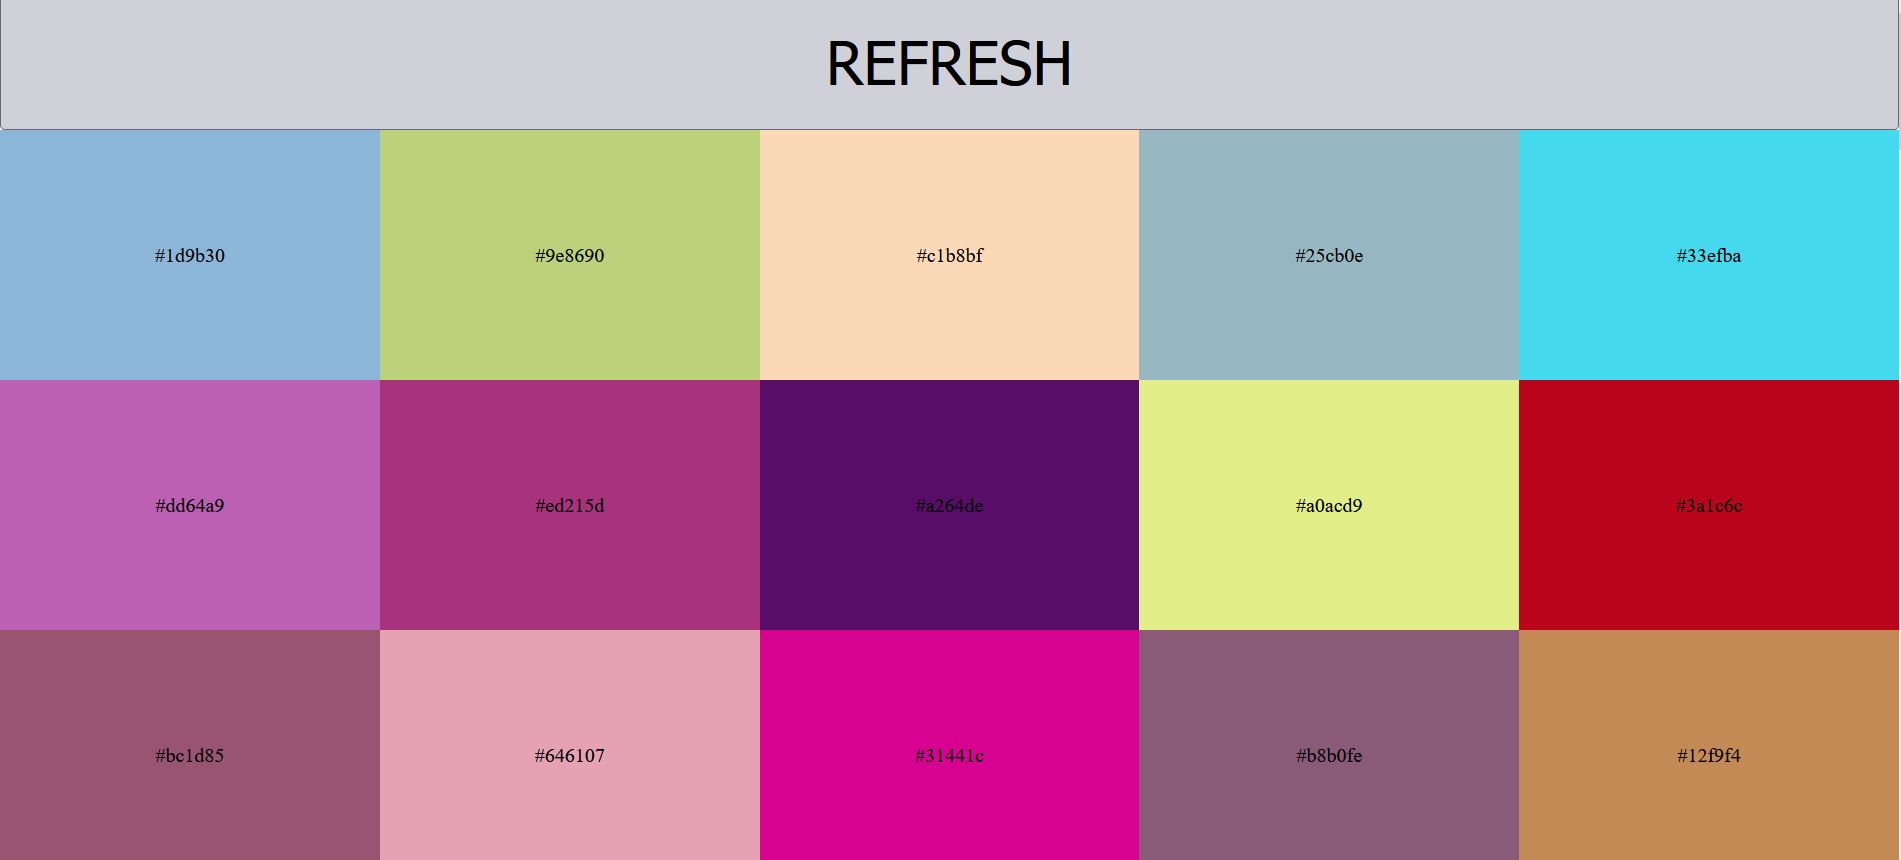 REFRESH
#1d9b30
#9e8690
#c1b8bf
#25cb0e
#33efba
#dd64a9
#ed215d
#a264de
#a0acd9
#3a1c6c
#bc1d85
#646107
#31441c
#b8b0fe
#12f9f4